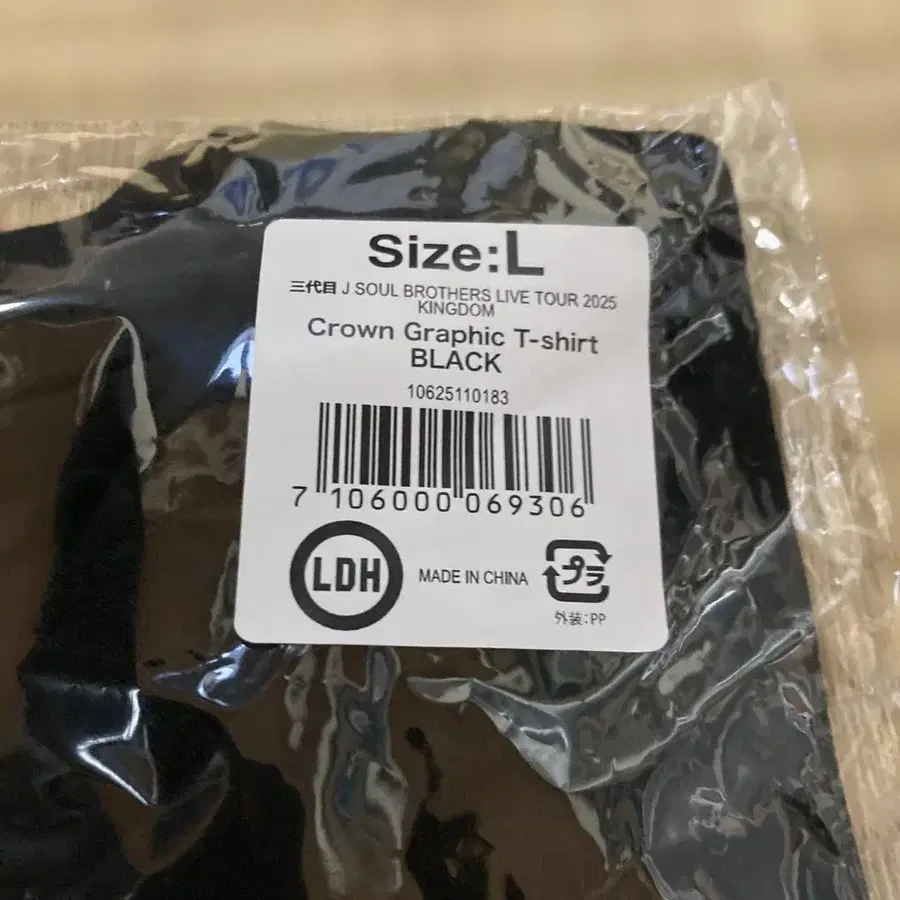 Size:L
三代目 J SOUL BROTHERS LIVE TOUR 2025
KINGDOM
Crown Graphic T-shirt
BLACK
10625110183
7 106000 069306
LDH
MADE IN CHINA
プラ
外装:PP